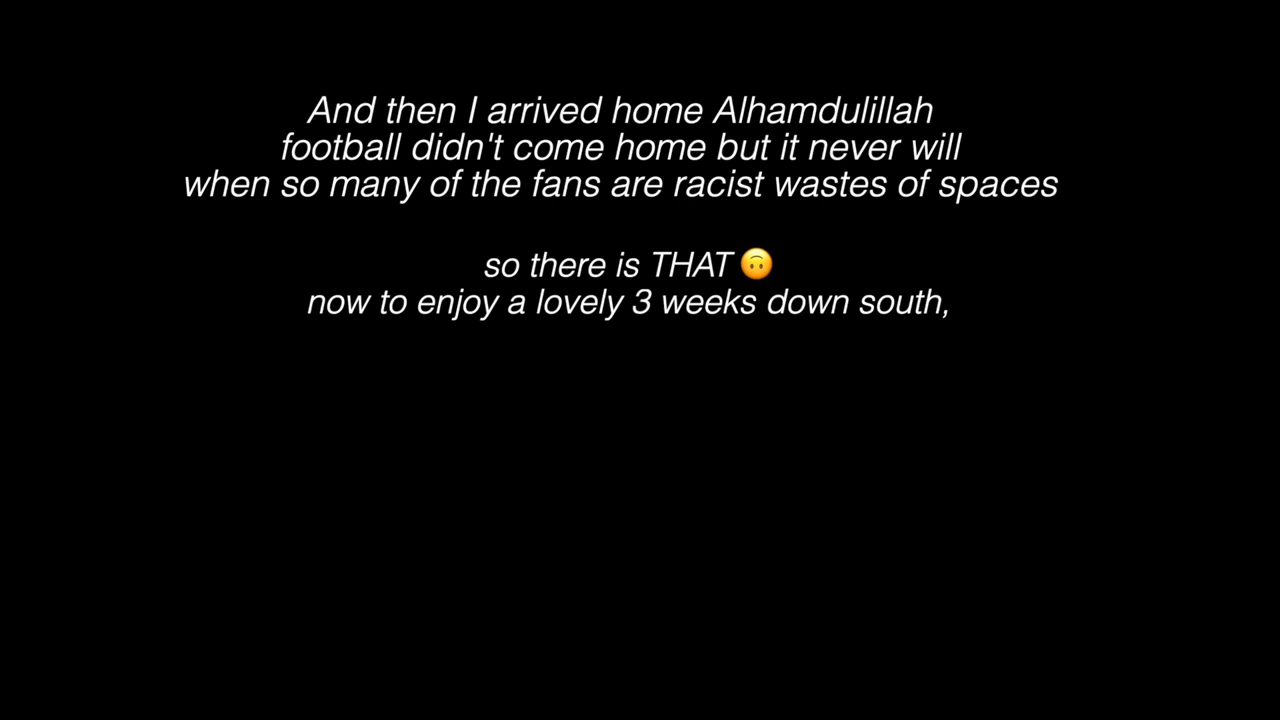 And then I arrived home Alhamdulillah
football didn't come home but it never will
when so many of the fans are racist wastes of spaces
so there is THAT 🙃
now to enjoy a lovely 3 weeks down south,